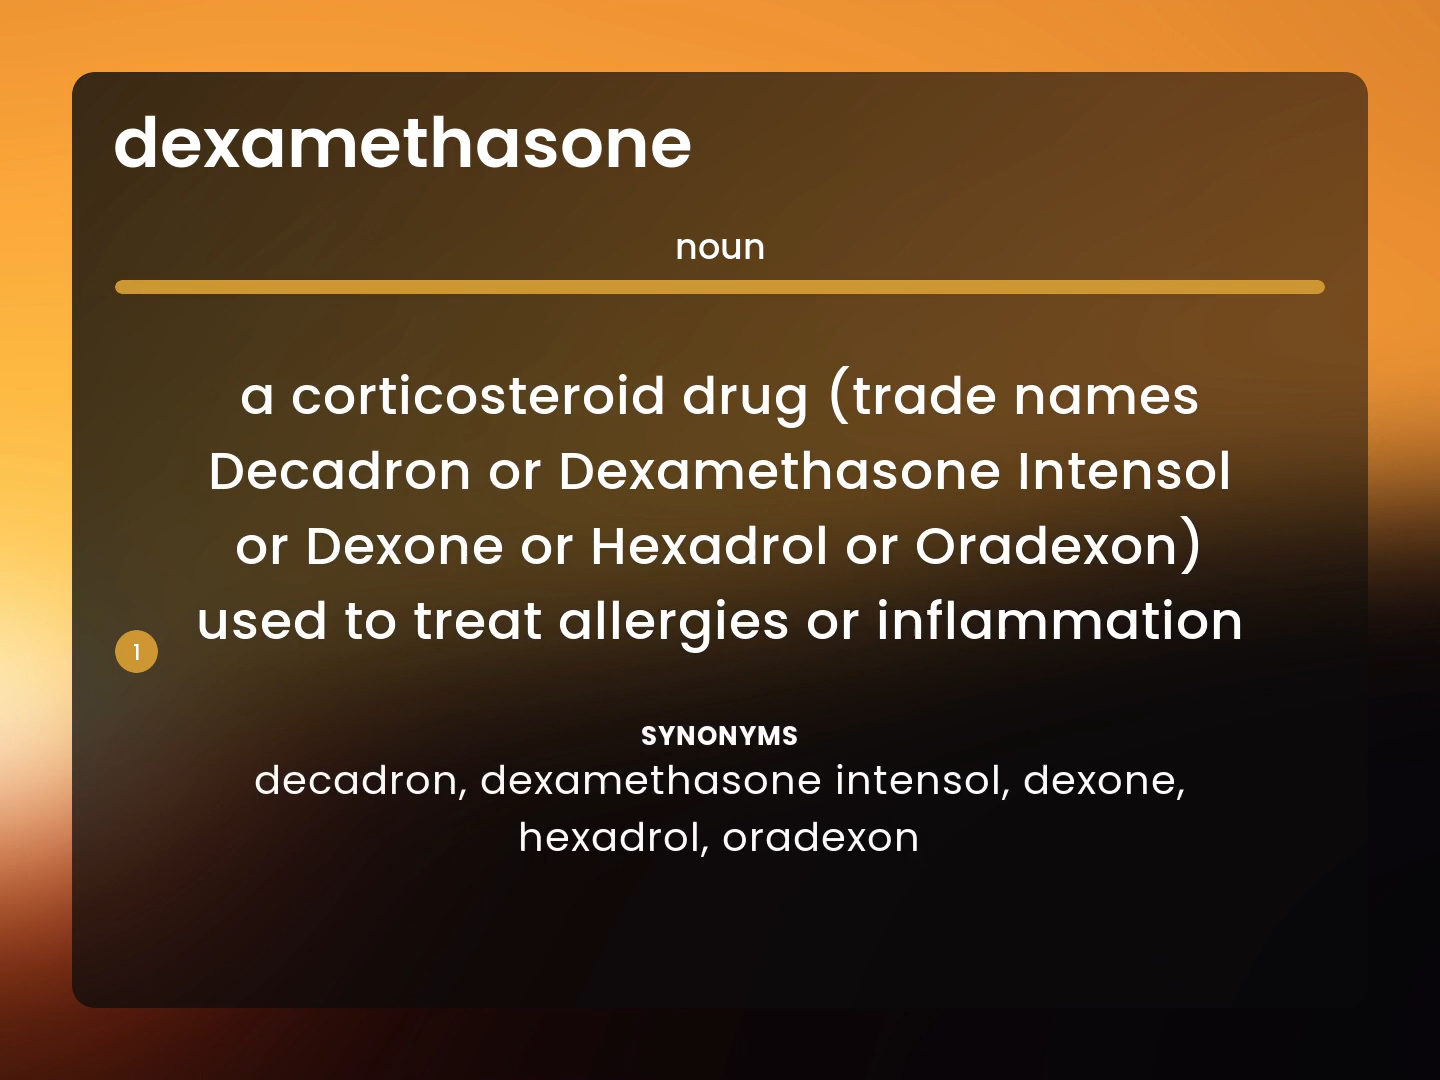 dexamethasone
noun
a corticosteroid drug (trade names
Decadron or Dexamethasone Intensol
or Dexone or Hexadrol or Oradexon)
used to treat allergies or inflammation
1
SYNONYMS
decadron, dexamethasone intensol, dexone,
hexadrol, oradexon